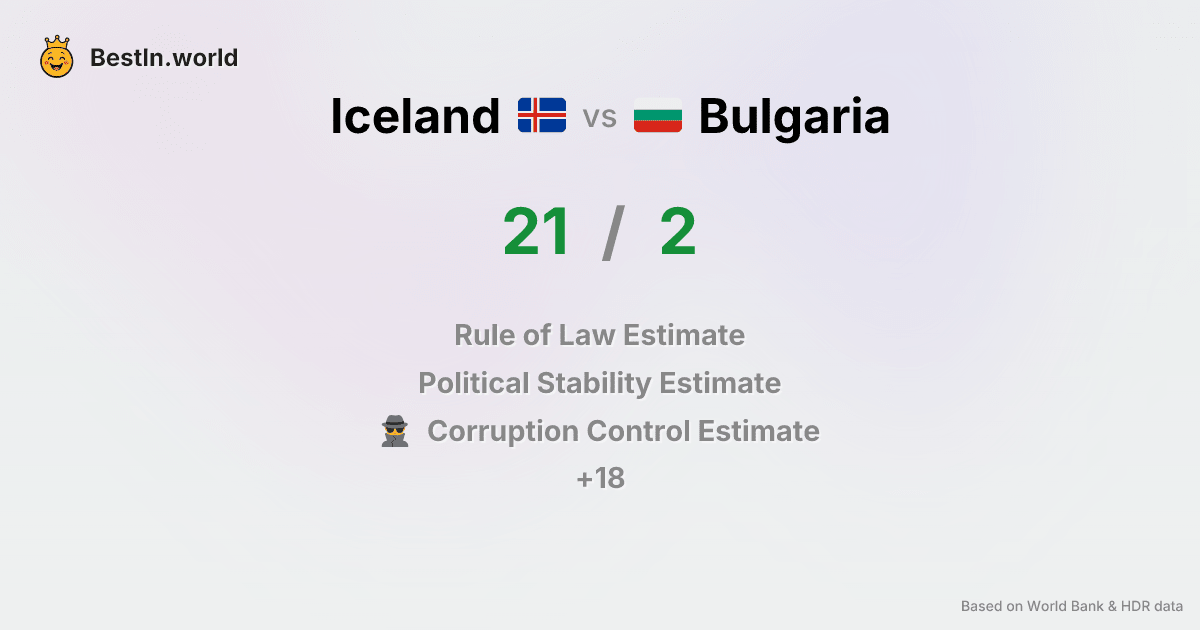 BestIn.world
Iceland vs Bulgaria
21 / 2
Rule of Law Estimate
Political Stability Estimate
Corruption Control Estimate
+18
Based on World Bank & HDR data